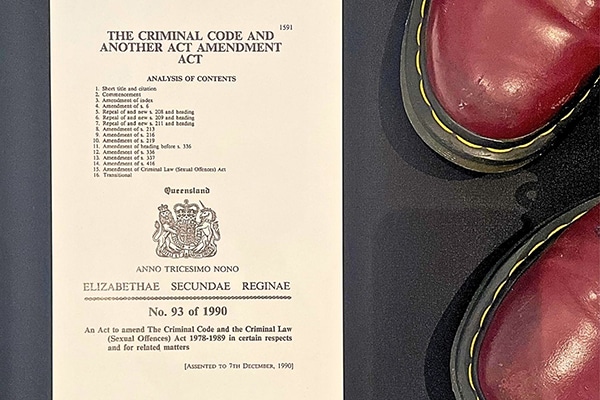 1591
THE CRIMINAL CODE AND
ANOTHER ACT AMENDMENT
ACT
ANALYSIS OF CONTENTS
1. Short title and citation
2. Commencement
3. Amendment of index
4. Amendment of s. 6
5. Repeal of and new s. 208 and heading
6. Repeal of and new s. 209 and heading
7. Repeal of and new s. 211 and heading
8. Amendment of s. 213
9. Amendment of s. 216
10. Amendment of s. 219
11. Amendment of heading before s. 336
12. Amendment of s. 336
13. Amendment of s. 337
14. Amendment of s. 416
15. Amendment of Criminal Law (Sexual Offences) Act
16. Transitional
Queensland
ANNO TRICESIMO NONO
ELIZABETHAE SECUNDAE REGINAE
No. 93 of 1990
An Act to amend The Criminal Code and the Criminal Law
(Sexual Offences) Act 1978-1989 in certain respects
and for related matters
[ASSENTED TO 7TH DECEMBER, 1990]